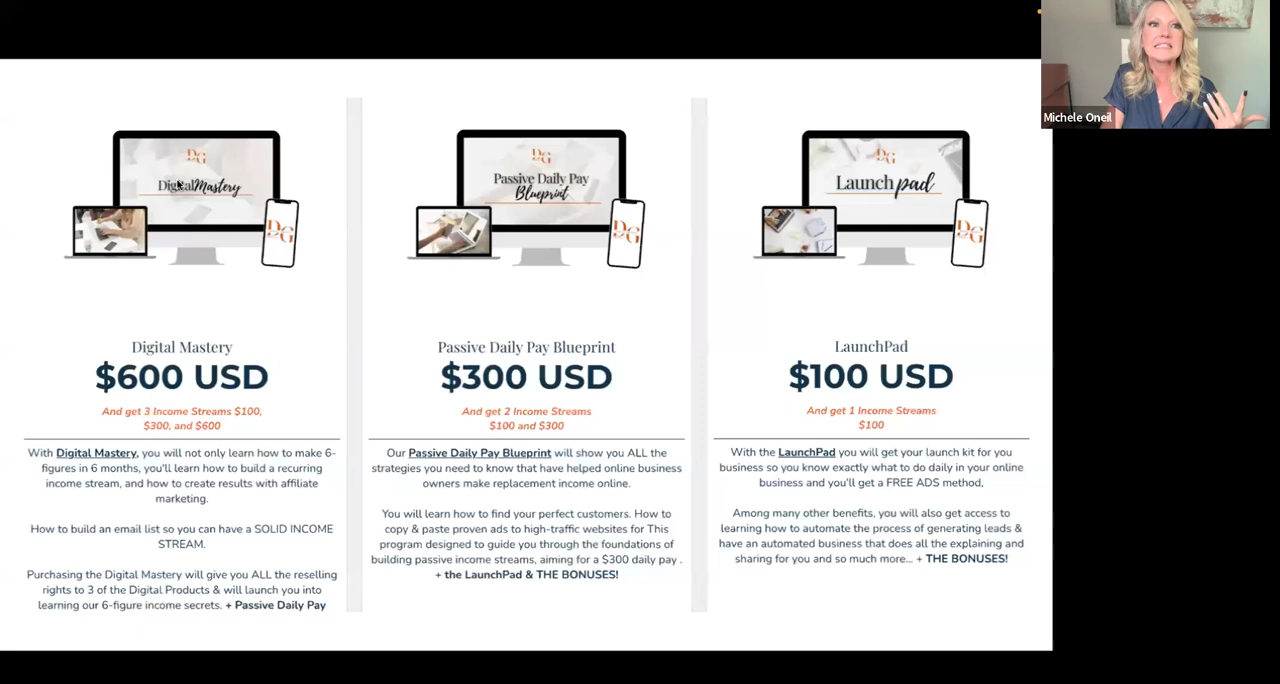 Michele Oneil
DG
Digital Mastery
DG
Passive Daily Pay
Blueprint
DG
DG
Launch pad
DG
DG
Digital Mastery
$600 USD
And get 3 Income Streams $100,
$300, and $600
With Digital Mastery, you will not only learn how to make 6-
figures in 6 months, you'll learn how to build a recurring
income stream, and how to create results with affiliate
marketing.
How to build an email list so you can have a SOLID INCOME
STREAM.
Purchasing the Digital Mastery will give you ALL the reselling
rights to 3 of the Digital Products & will launch you into
learning our 6-figure income secrets. + Passive Daily Pay
Passive Daily Pay Blueprint
$300 USD
And get 2 Income Streams
$100 and $300
Our Passive Daily Pay Blueprint will show you ALL the
strategies you need to know that have helped online business
owners make replacement income online.
You will learn how to find your perfect customers. How to
copy & paste proven ads to high-traffic websites for This
program designed to guide you through the foundations of
building passive income streams, aiming for a $300 daily pay .
+ the LaunchPad & THE BONUSES!
LaunchPad
$100 USD
And get 1 Income Streams
$100
With the LaunchPad you will get your launch kit for you
business so you know exactly what to do daily in your online
business and you'll get a FREE ADS method,
Among many other benefits, you will also get access to
learning how to automate the process of generating leads &
have an automated business that does all the explaining and
sharing for you and so much more... + THE BONUSES!